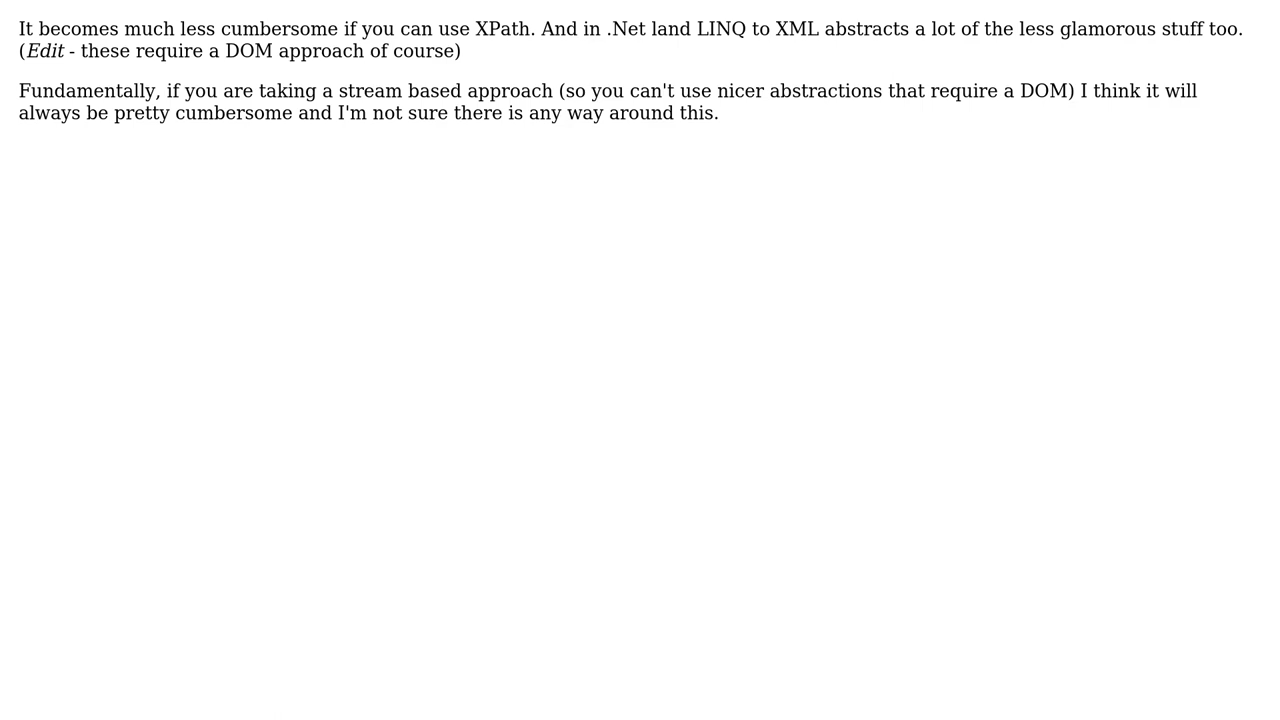 It becomes much less cumbersome if you can use XPath. And in .Net land LINQ to XML abstracts a lot of the less glamorous stuff too.
(Edit - these require a DOM approach of course)
Fundamentally, if you are taking a stream based approach (so you can't use nicer abstractions that require a DOM) I think it will
always be pretty cumbersome and I'm not sure there is any way around this.